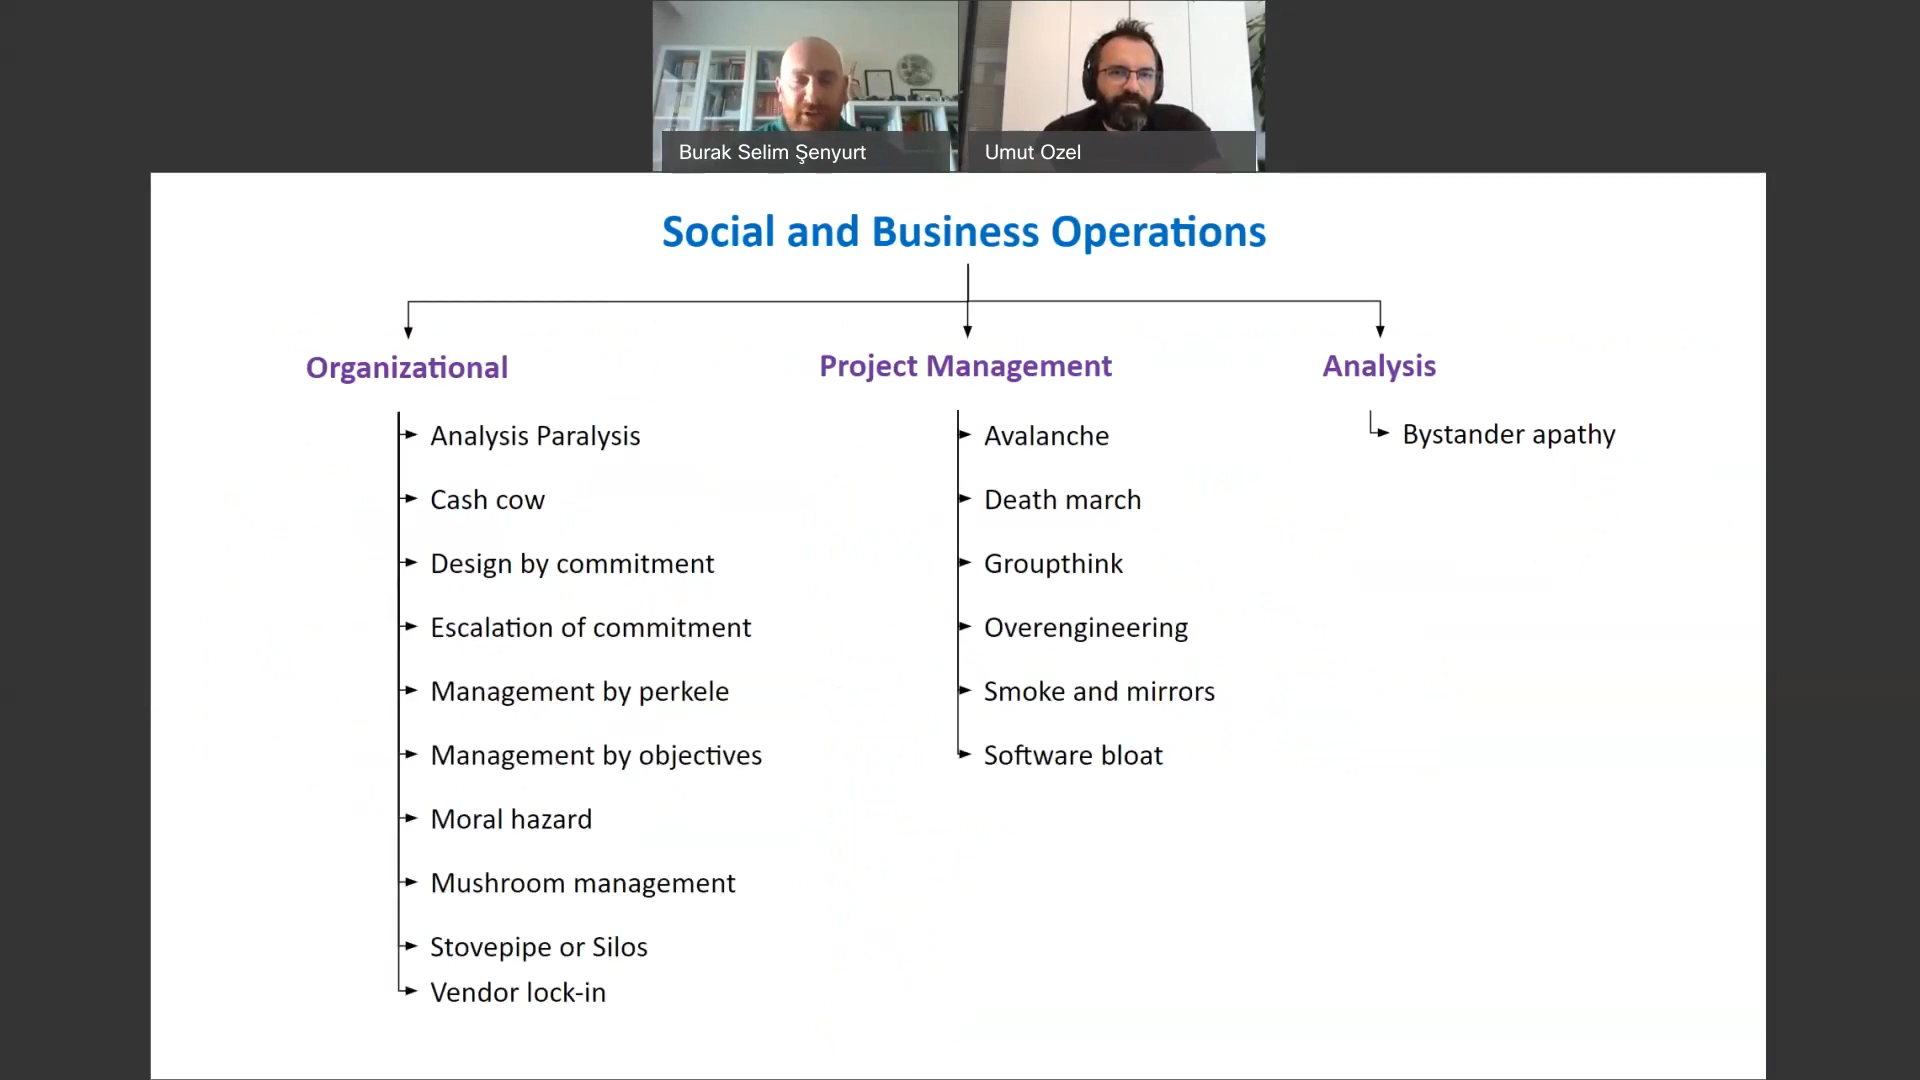 Burak Selim Şenyurt
Umut Ozel
Social and Business Operations
Organizational
Analysis Paralysis
Cash cow
Design by commitment
Escalation of commitment
Management by perkele
Management by objectives
Moral hazard
Mushroom management
Stovepipe or Silos
Vendor lock-in
Project Management
Avalanche
Death march
Groupthink
Overengineering
Smoke and mirrors
Software bloat
Analysis
Bystander apathy